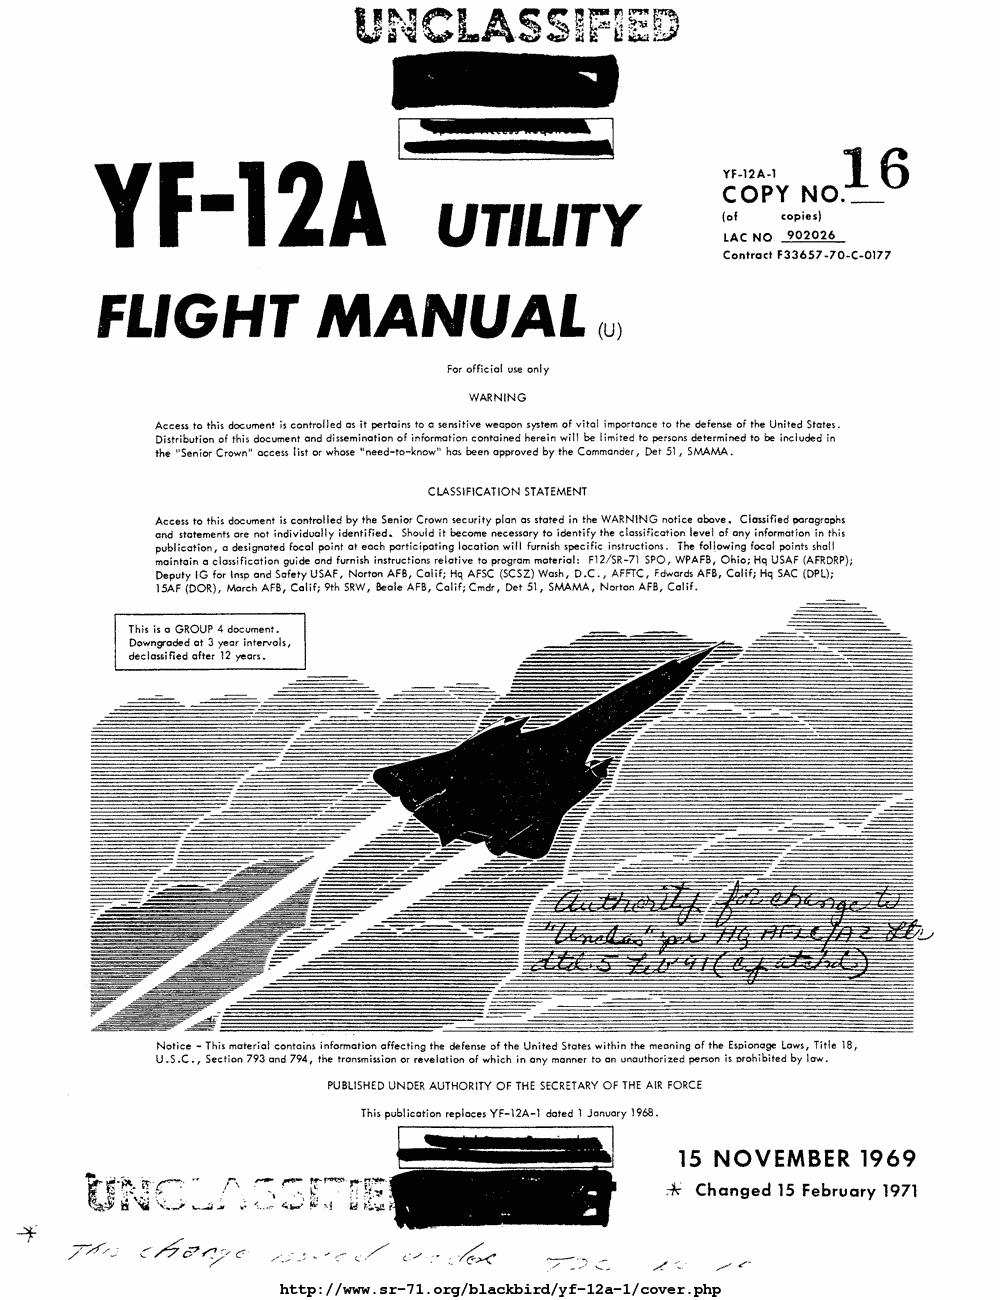 UNCLASSIFIED
Special Access Required
YF-12A UTILITY
FLIGHT MANUAL (U)
YF-12A-1
COPY NO. 16
(of copies)
LAC NO 902026
Contract F33657-70-C-0177
For official use only
WARNING
Access to this document is controlled as it pertains to a sensitive weapon system of vital importance to the defense of the United States.
Distribution of this document and dissemination of information contained herein will be limited to persons determined to be included in
the "Senior Crown" access list or whose "need-to-know" has been approved by the Commander, Det 51, SMAMA.
CLASSIFICATION STATEMENT
Access to this document is controlled by the Senior Crown security plan as stated in the WARNING notice above. Classified paragraphs
and statements are not individually identified. Should it become necessary to identify the classification level of any information in this
publication, a designated focal point at each participating location will furnish specific instructions. The following focal points shall
maintain a classification guide and furnish instructions relative to program material: F12/SR-71 SPO, WPAFB, Ohio; Hq USAF (AFRDRP);
Deputy IG for Insp and Safety USAF, Norton AFB, Calif; Hq AFSC (SCSZ) Wash, D.C., AFFTC, Edwards AFB, Calif; Hq SAC (DPL);
15AF (DOR), March AFB, Calif; 9th SRW, Beale AFB, Calif; Cmdr, Det 51, SMAMA, Norton AFB, Calif.
This is a GROUP 4 document.
Downgraded at 3 year intervals,
declassified after 12 years.
Authority for change to
"Unclas" per HQ AFLC/AZ Ltr
dtd 5 Feb 91 (cy atchd)
Notice - This material contains information affecting the defense of the United States within the meaning of the Espionage Laws, Title 18,
U.S.C., Section 793 and 794, the transmission or revelation of which in any manner to an unauthorized person is prohibited by law.
PUBLISHED UNDER AUTHORITY OF THE SECRETARY OF THE AIR FORCE
This publication replaces YF-12A-1 dated 1 January 1968.
15 NOVEMBER 1969
* Changed 15 February 1971
UNCLASSIFIE
* This change issued under TDC
http://www.sr-71.org/blackbird/yf-12a-1/cover.php